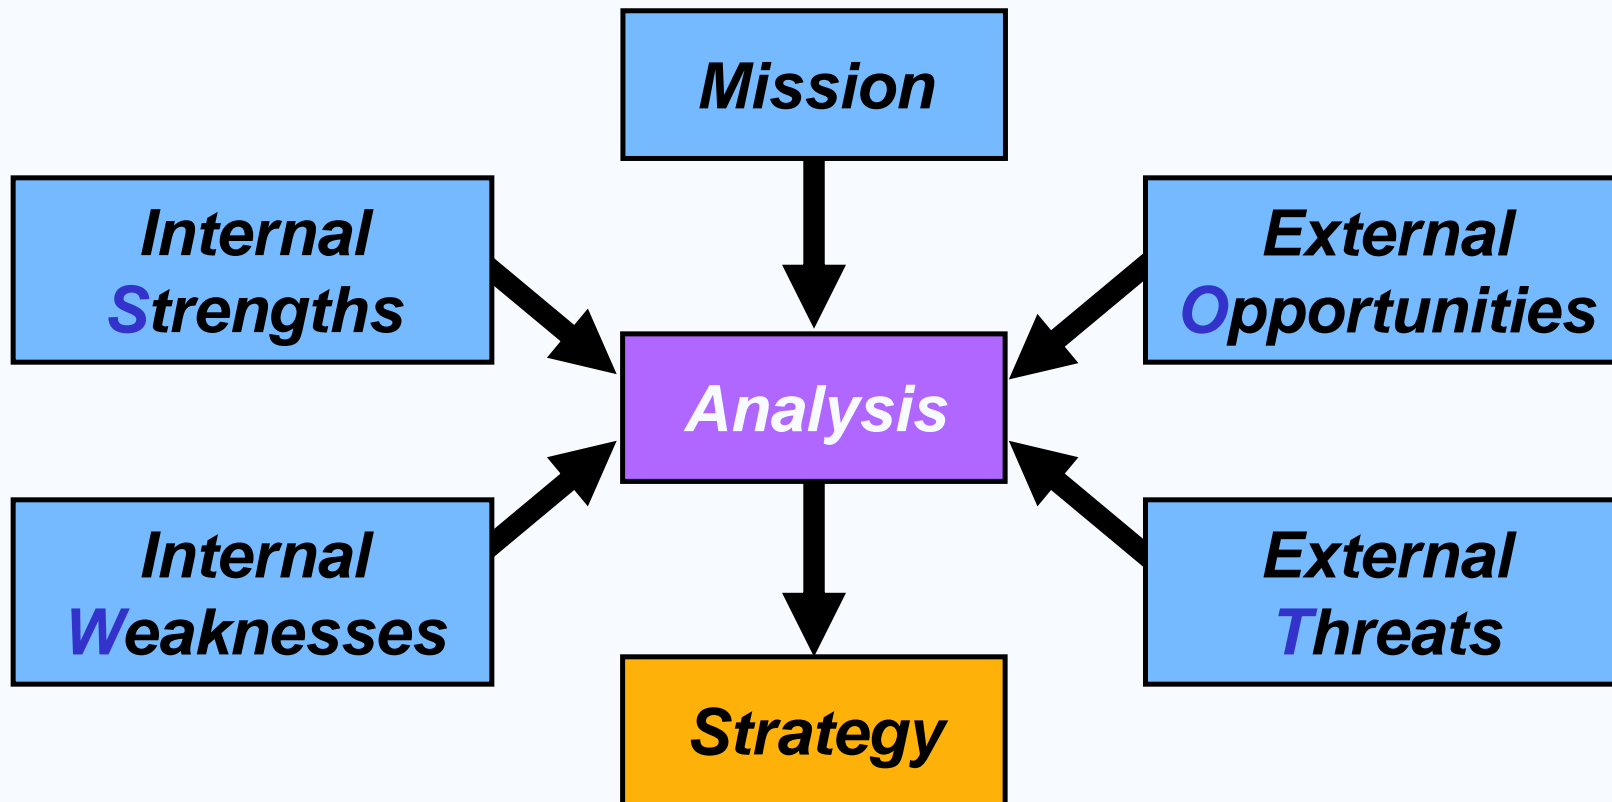 Mission
Internal
Strengths
External
Opportunities
Analysis
Internal
Weaknesses
External
Threats
Strategy